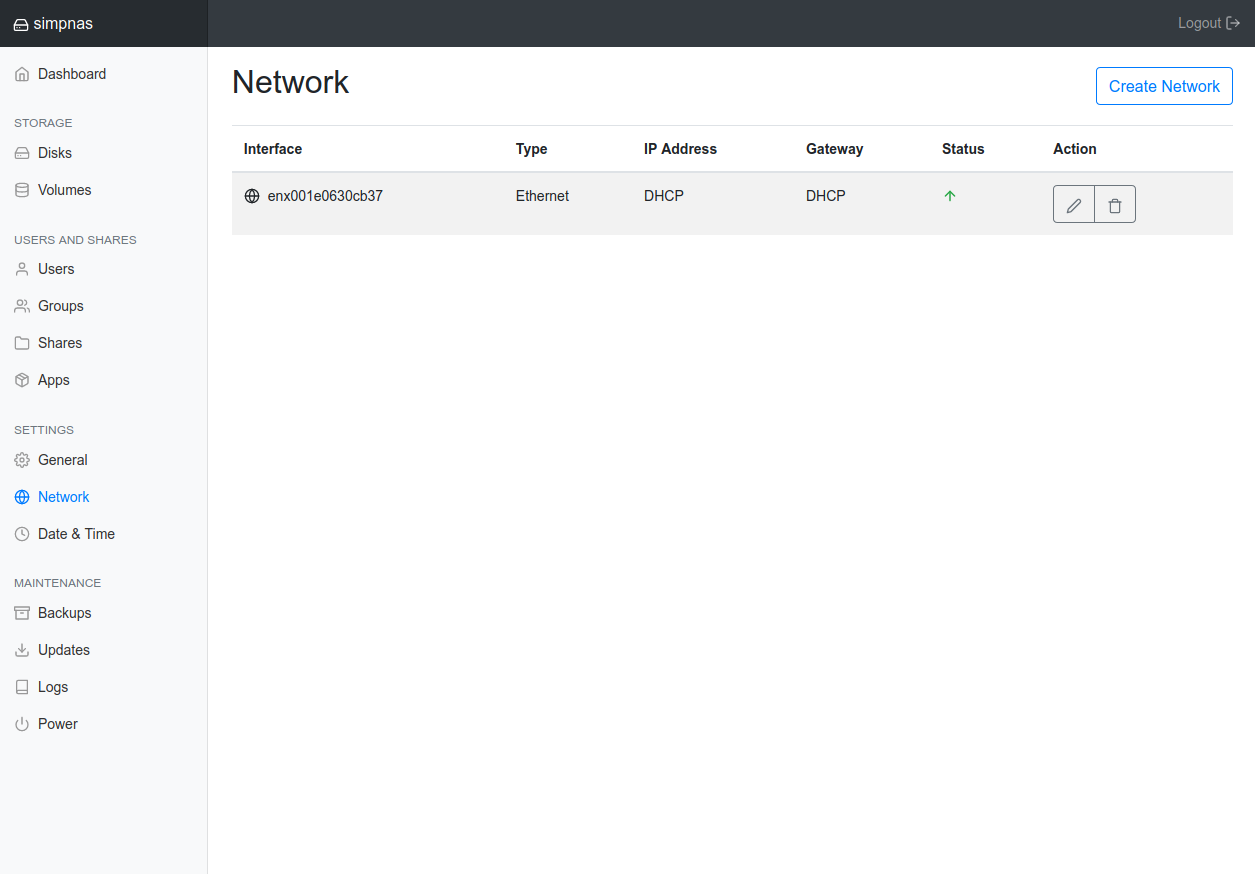 simpnas
Logout
Dashboard
STORAGE
Disks
Volumes
USERS AND SHARES
Users
Groups
Shares
Apps
SETTINGS
General
Network
Date & Time
MAINTENANCE
Backups
Updates
Logs
Power
Network
Create Network
Interface Type IP Address Gateway Status Action
enx001e0630cb37 Ethernet DHCP DHCP